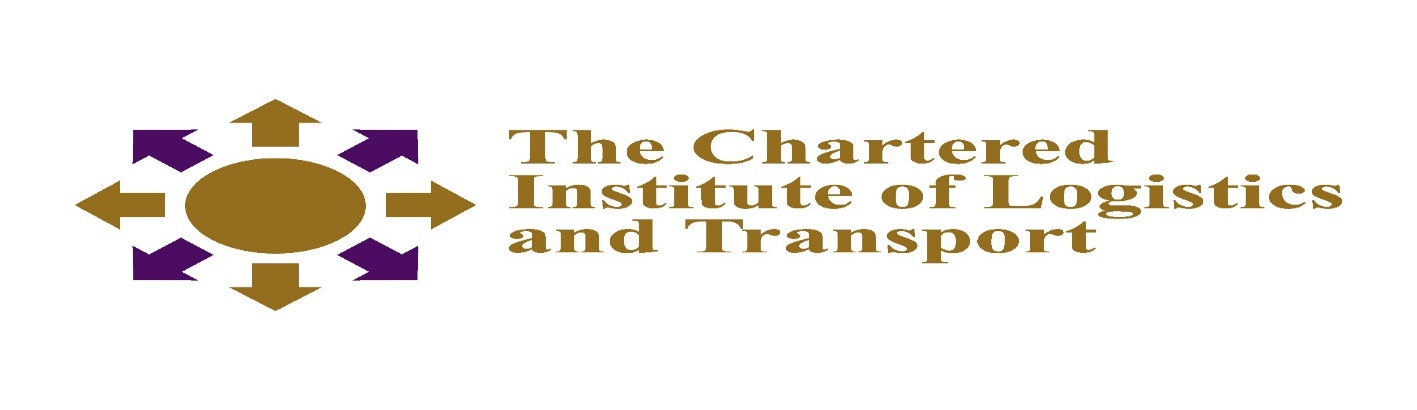 The Chartered
Institute of Logistics
and Transport